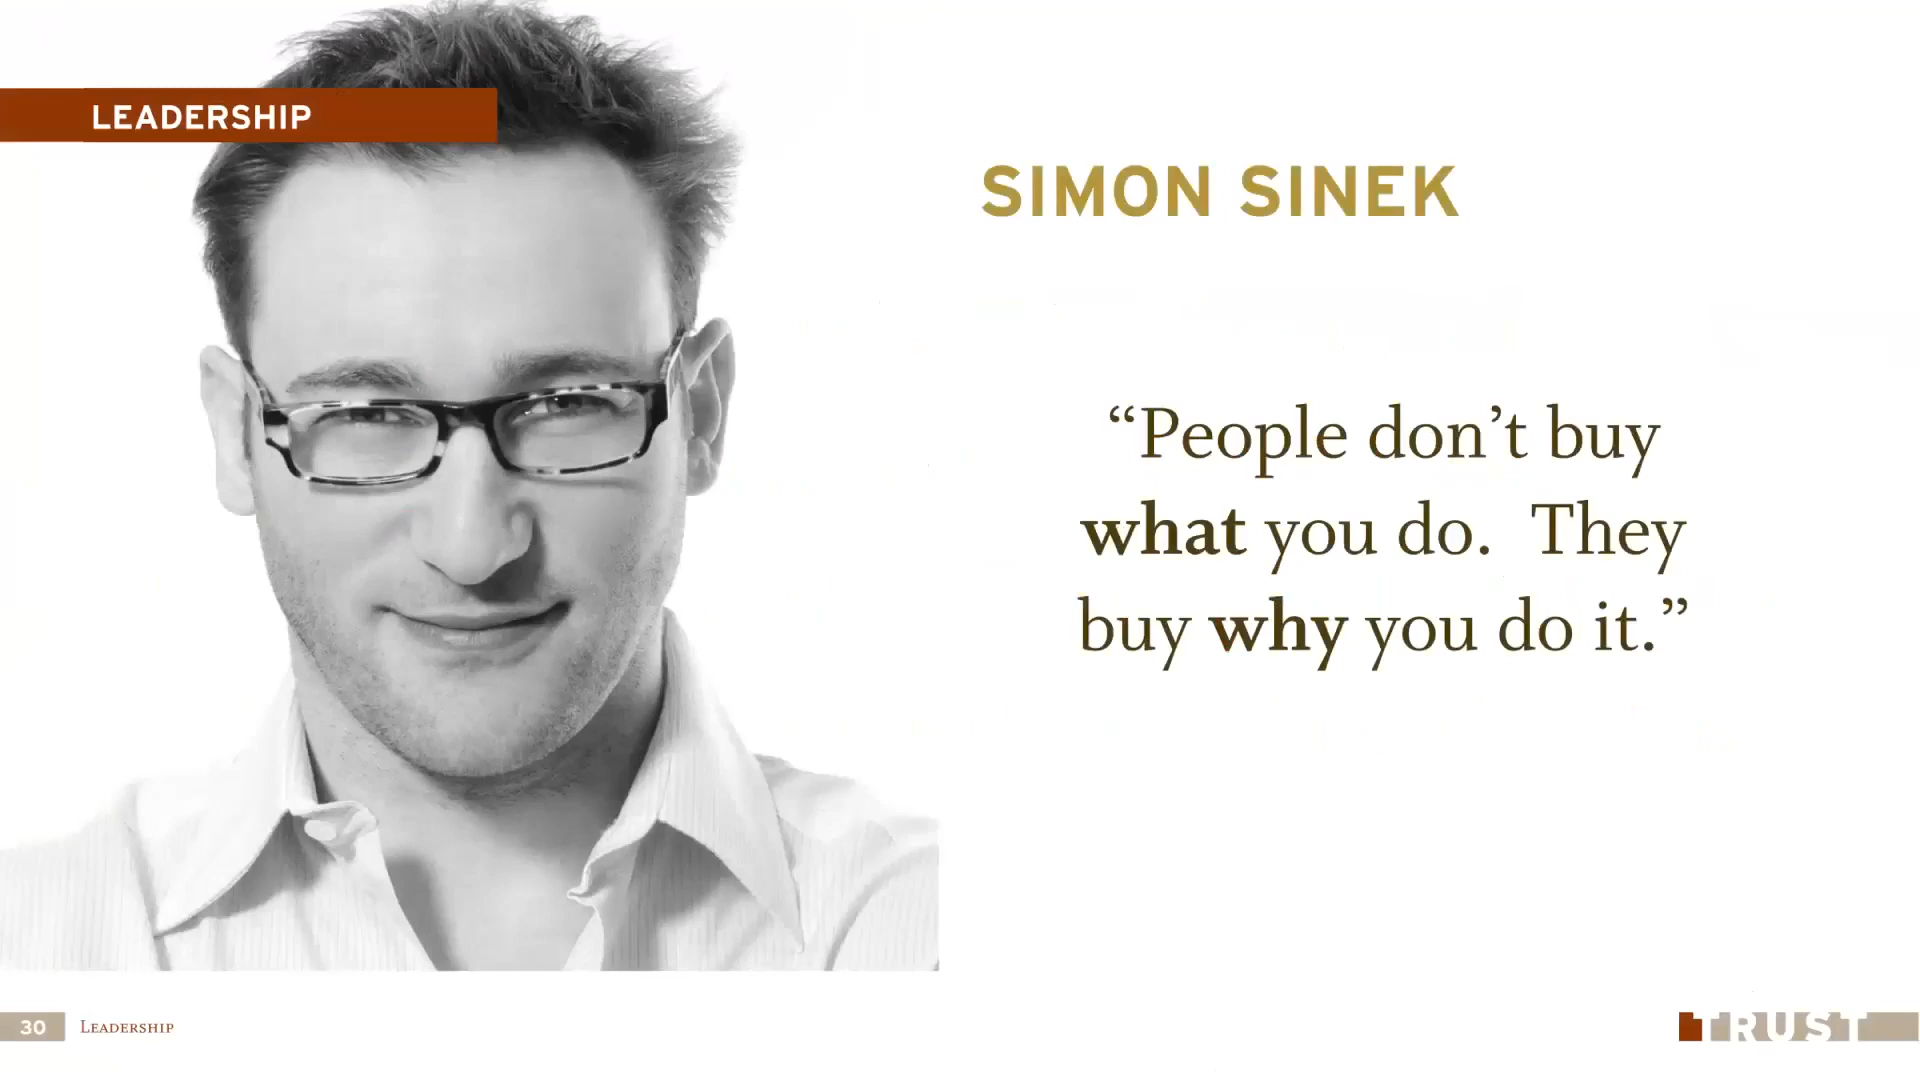 LEADERSHIP
SIMON SINEK
“People don’t buy
what you do.  They
buy why you do it.”
30 Leadership
TRUST